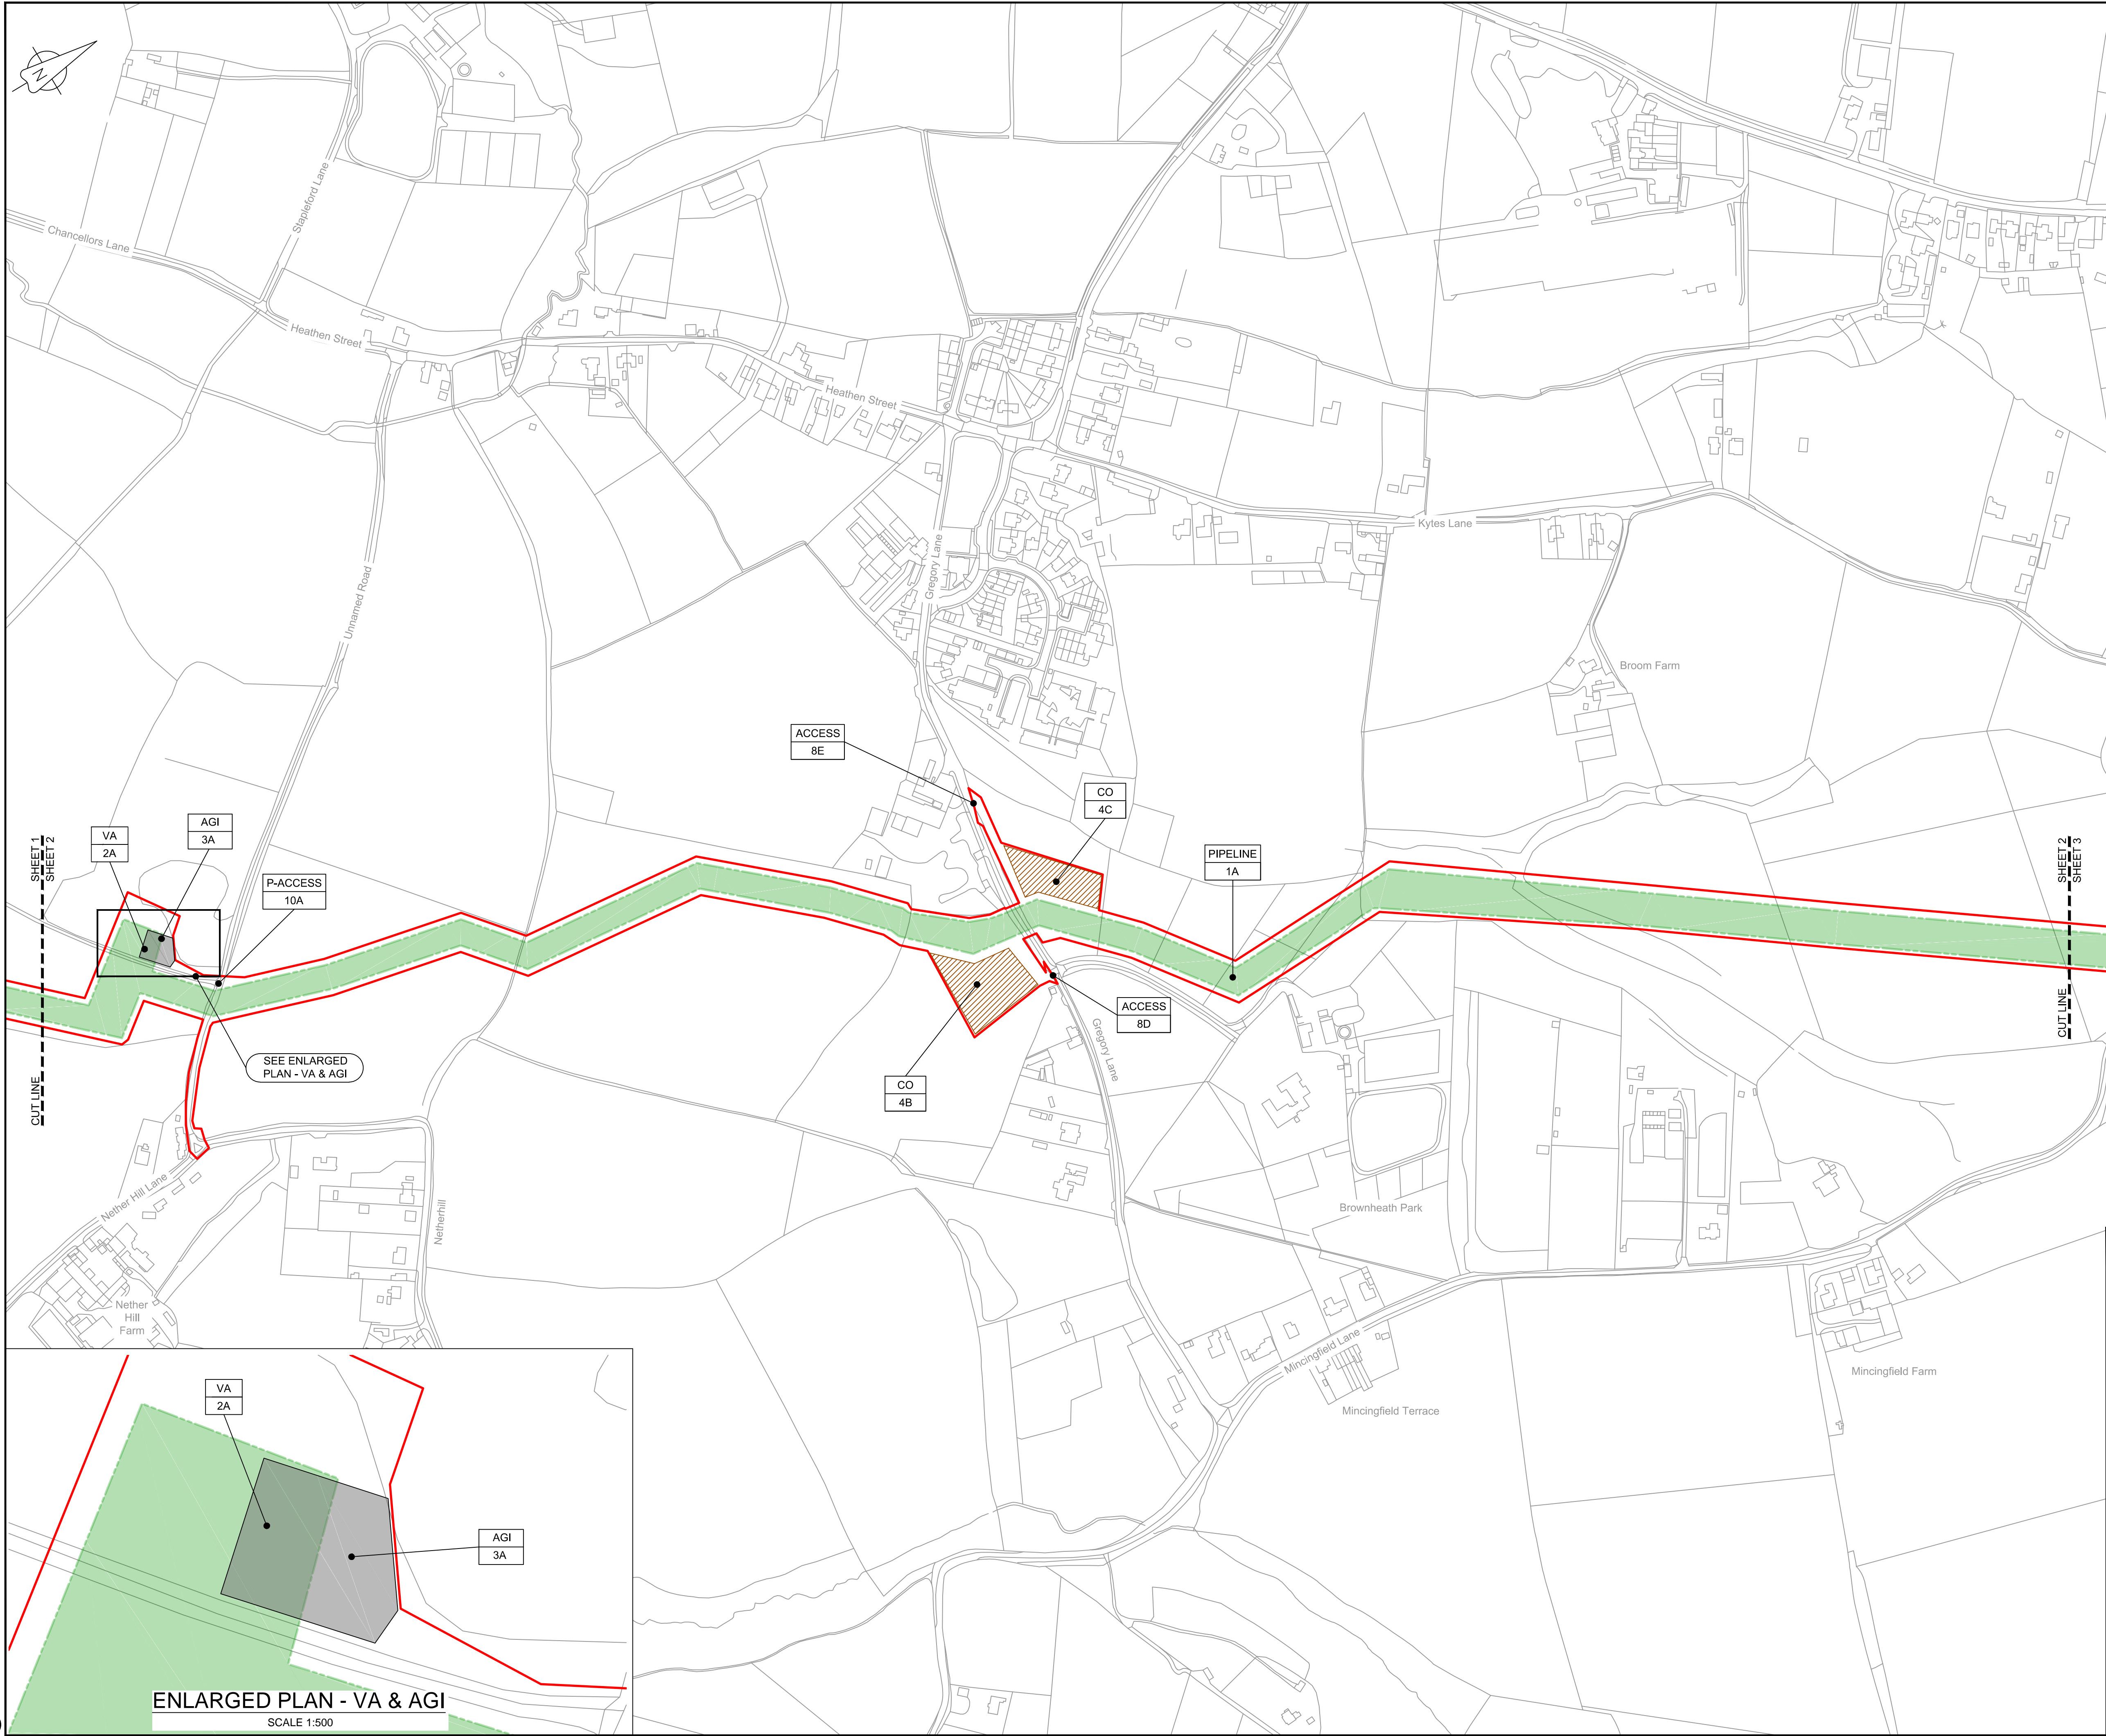 N
Stapleford Lane
Chancellors Lane
Heathen Street
Heathen Street
Gregory Lane
Kytes Lane
Unnamed Road
Broom Farm
ACCESS
8E
CO
4C
PIPELINE
1A
SHEET 1
SHEET 2
CUT LINE
VA
2A
AGI
3A
P-ACCESS
10A
SHEET 2
SHEET 3
CUT LINE
SEE ENLARGED
PLAN - VA & AGI
ACCESS
8D
CO
4B
Gregory Lane
Nether Hill Lane
Netherhill
Nether
Hill
Farm
Brownheath Park
Mincingfield Lane
Mincingfield Terrace
Mincingfield Farm
VA
2A
AGI
3A
ENLARGED PLAN - VA & AGI
SCALE 1:500